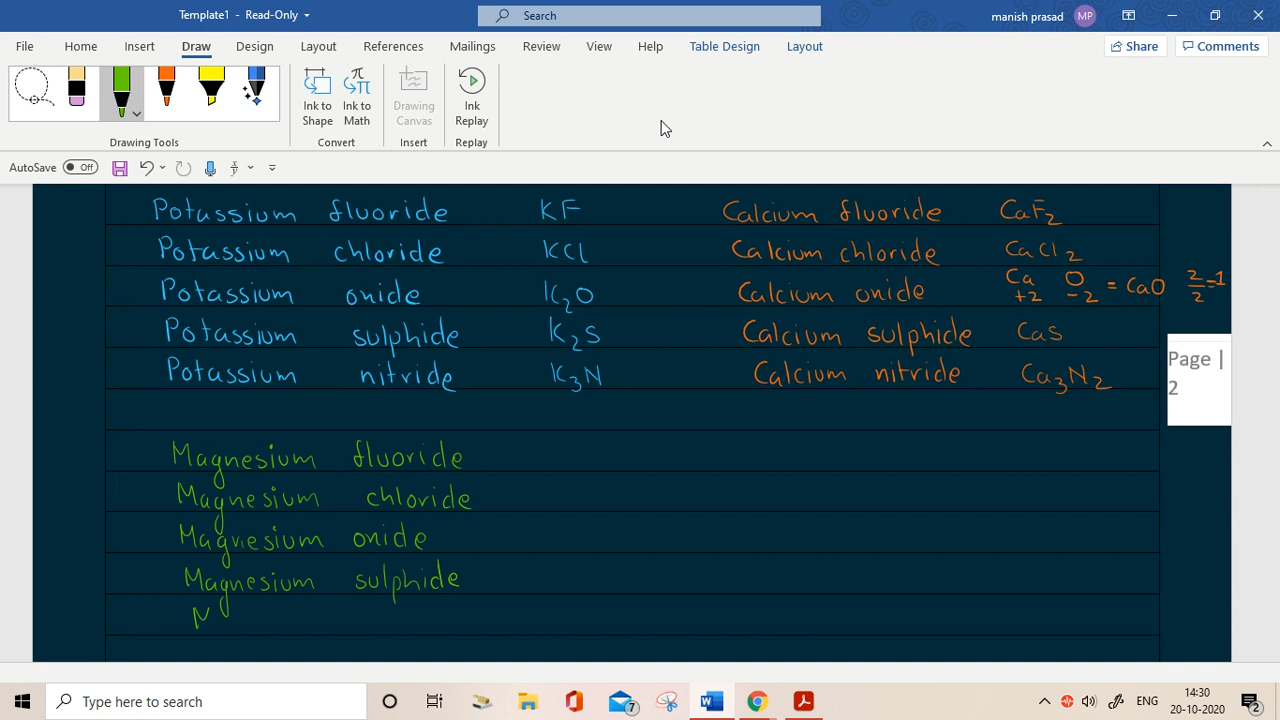 Template1 - Read-Only
Search
manish prasad MP
File Home Insert Draw Design Layout References Mailings Review View Help Table Design Layout Share Comments
Ink to Shape
Ink to Math
Drawing Canvas
Ink Replay
Drawing Tools Convert Insert Replay
AutoSave Off
Potassium fluoride KF Calcium fluoride CaF2
Potassium chloride KCl Calcium chloride CaCl2
Potassium oxide K2O Calcium oxide Ca +2 O -2 = CaO 2/2=1
Potassium sulphide K2S Calcium sulphide CaS
Potassium nitride K3N Calcium nitride Ca3N2
Page | 2
Magnesium fluoride
Magnesium chloride
Magnesium oxide
Magnesium sulphide
Type here to search
7
ENG
14:30
20-10-2020
2